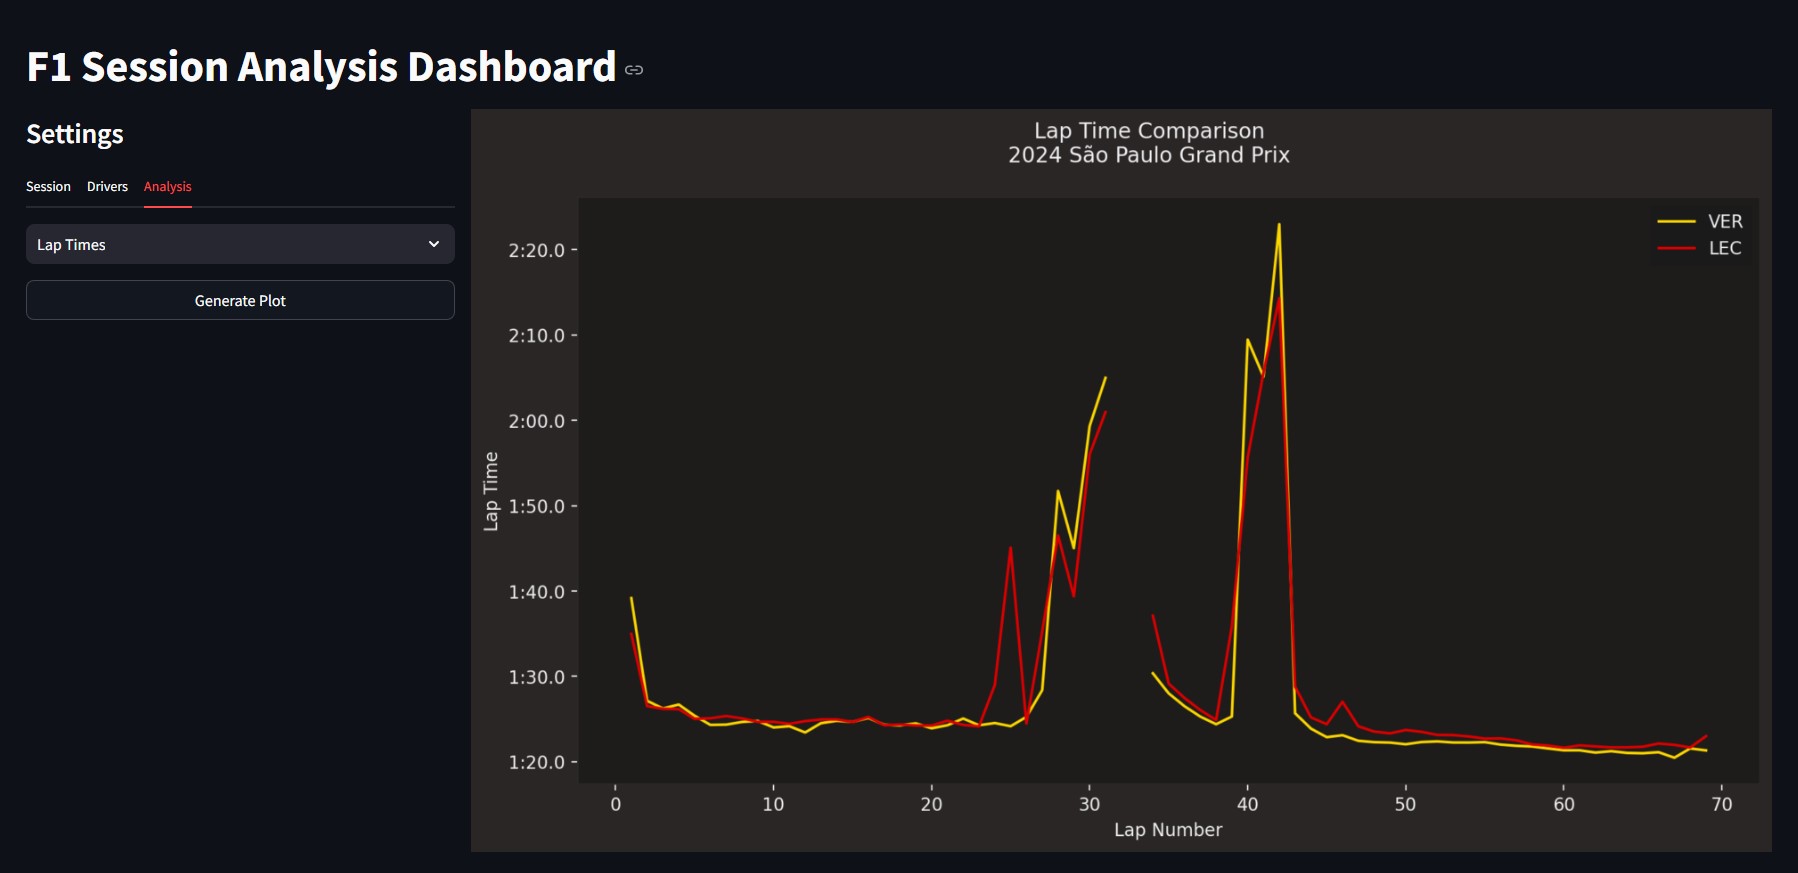 F1 Session Analysis Dashboard
Settings
Session Drivers Analysis
Lap Times
Generate Plot
Lap Time Comparison
2024 São Paulo Grand Prix
VER
LEC
Lap Time
2:20.0
2:10.0
2:00.0
1:50.0
1:40.0
1:30.0
1:20.0
0 10 20 30 40 50 60 70
Lap Number